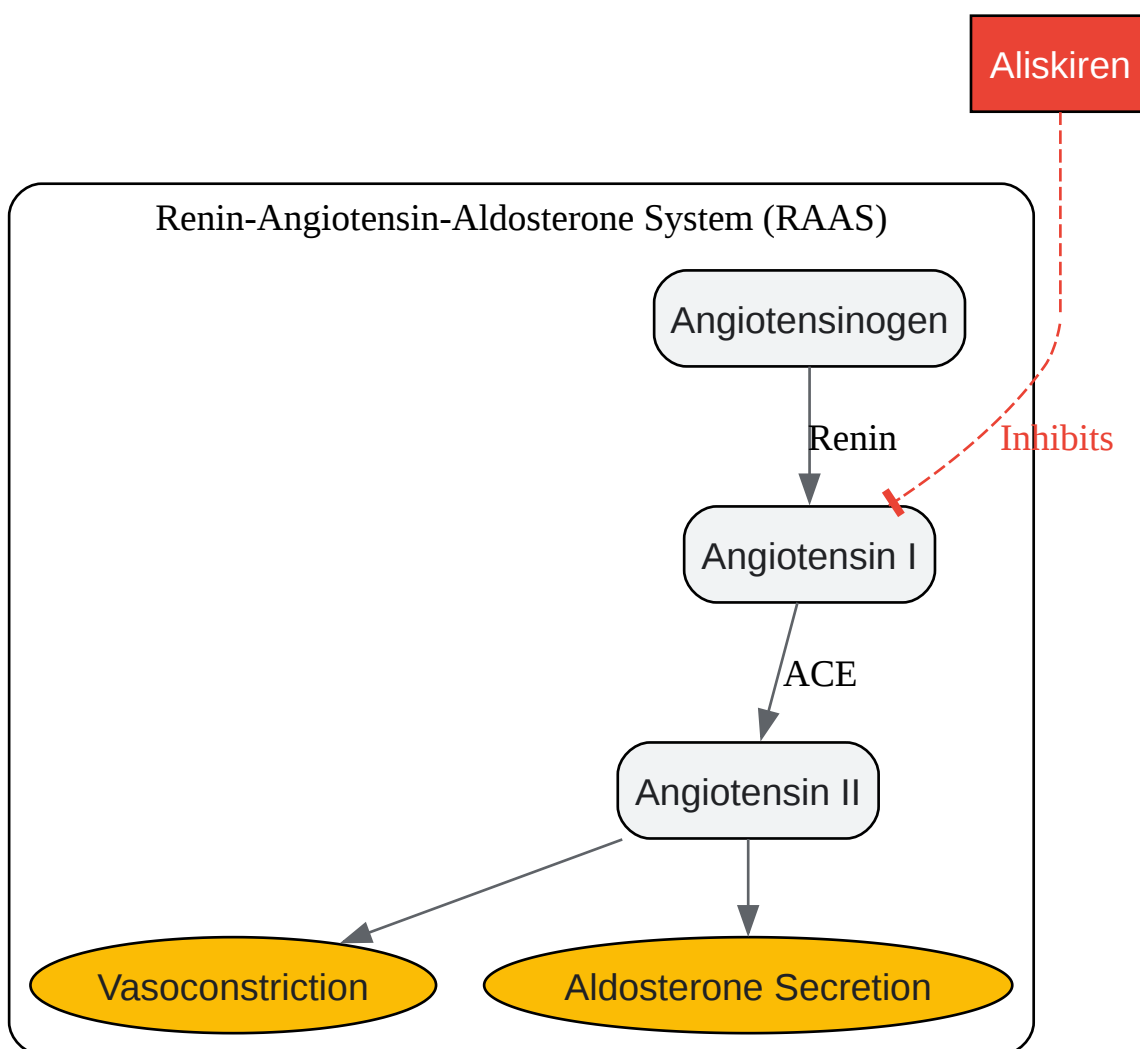 Aliskiren
Renin-Angiotensin-Aldosterone System (RAAS)
Angiotensinogen
Renin
Inhibits
Angiotensin I
ACE
Angiotensin II
Vasoconstriction
Aldosterone Secretion